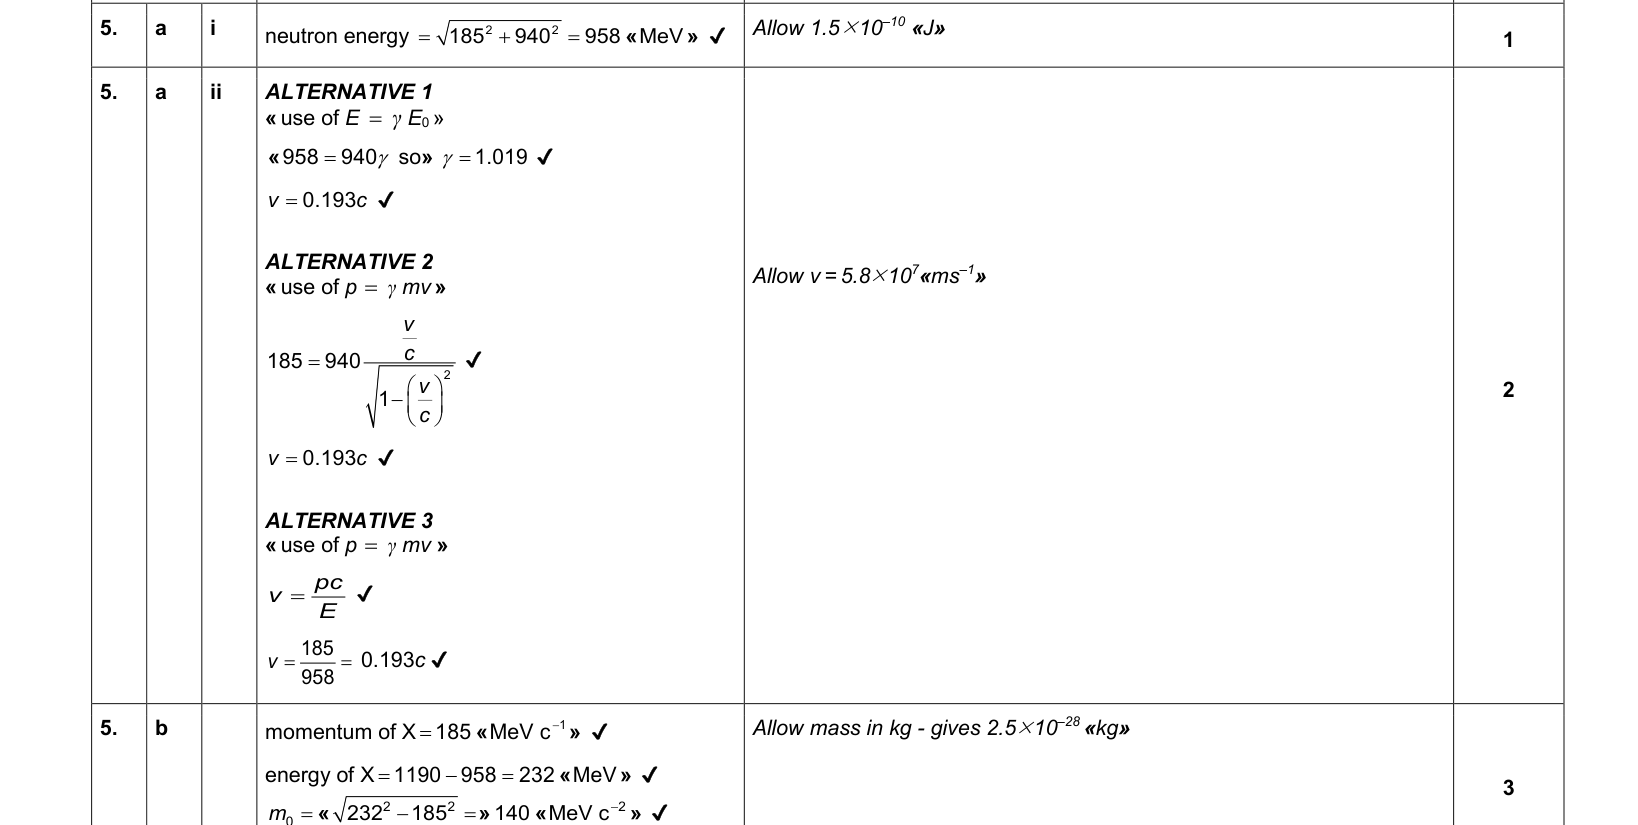 5. a i neutron energy = √(185² + 940²) = 958 «MeV» ✓ Allow 1.5×10⁻¹⁰ «J» 1
5. a ii ALTERNATIVE 1
« use of E = γ E₀ »
«958 = 940γ so» γ = 1.019 ✓
v = 0.193c ✓
ALTERNATIVE 2
« use of p = γ mv »
Allow v = 5.8×10⁷ «ms⁻¹»
185 = 940 (v/c)/√(1−(v/c)²) ✓
2
v = 0.193c ✓
ALTERNATIVE 3
« use of p = γ mv »
v = pc/E ✓
v = 185/958 = 0.193c ✓
5. b momentum of X = 185 «MeV c⁻¹» ✓ Allow mass in kg - gives 2.5×10⁻²⁸ «kg»
energy of X = 1190 − 958 = 232 «MeV» ✓
3
m₀ = «√(232² − 185²) =» 140 «MeV c⁻²» ✓